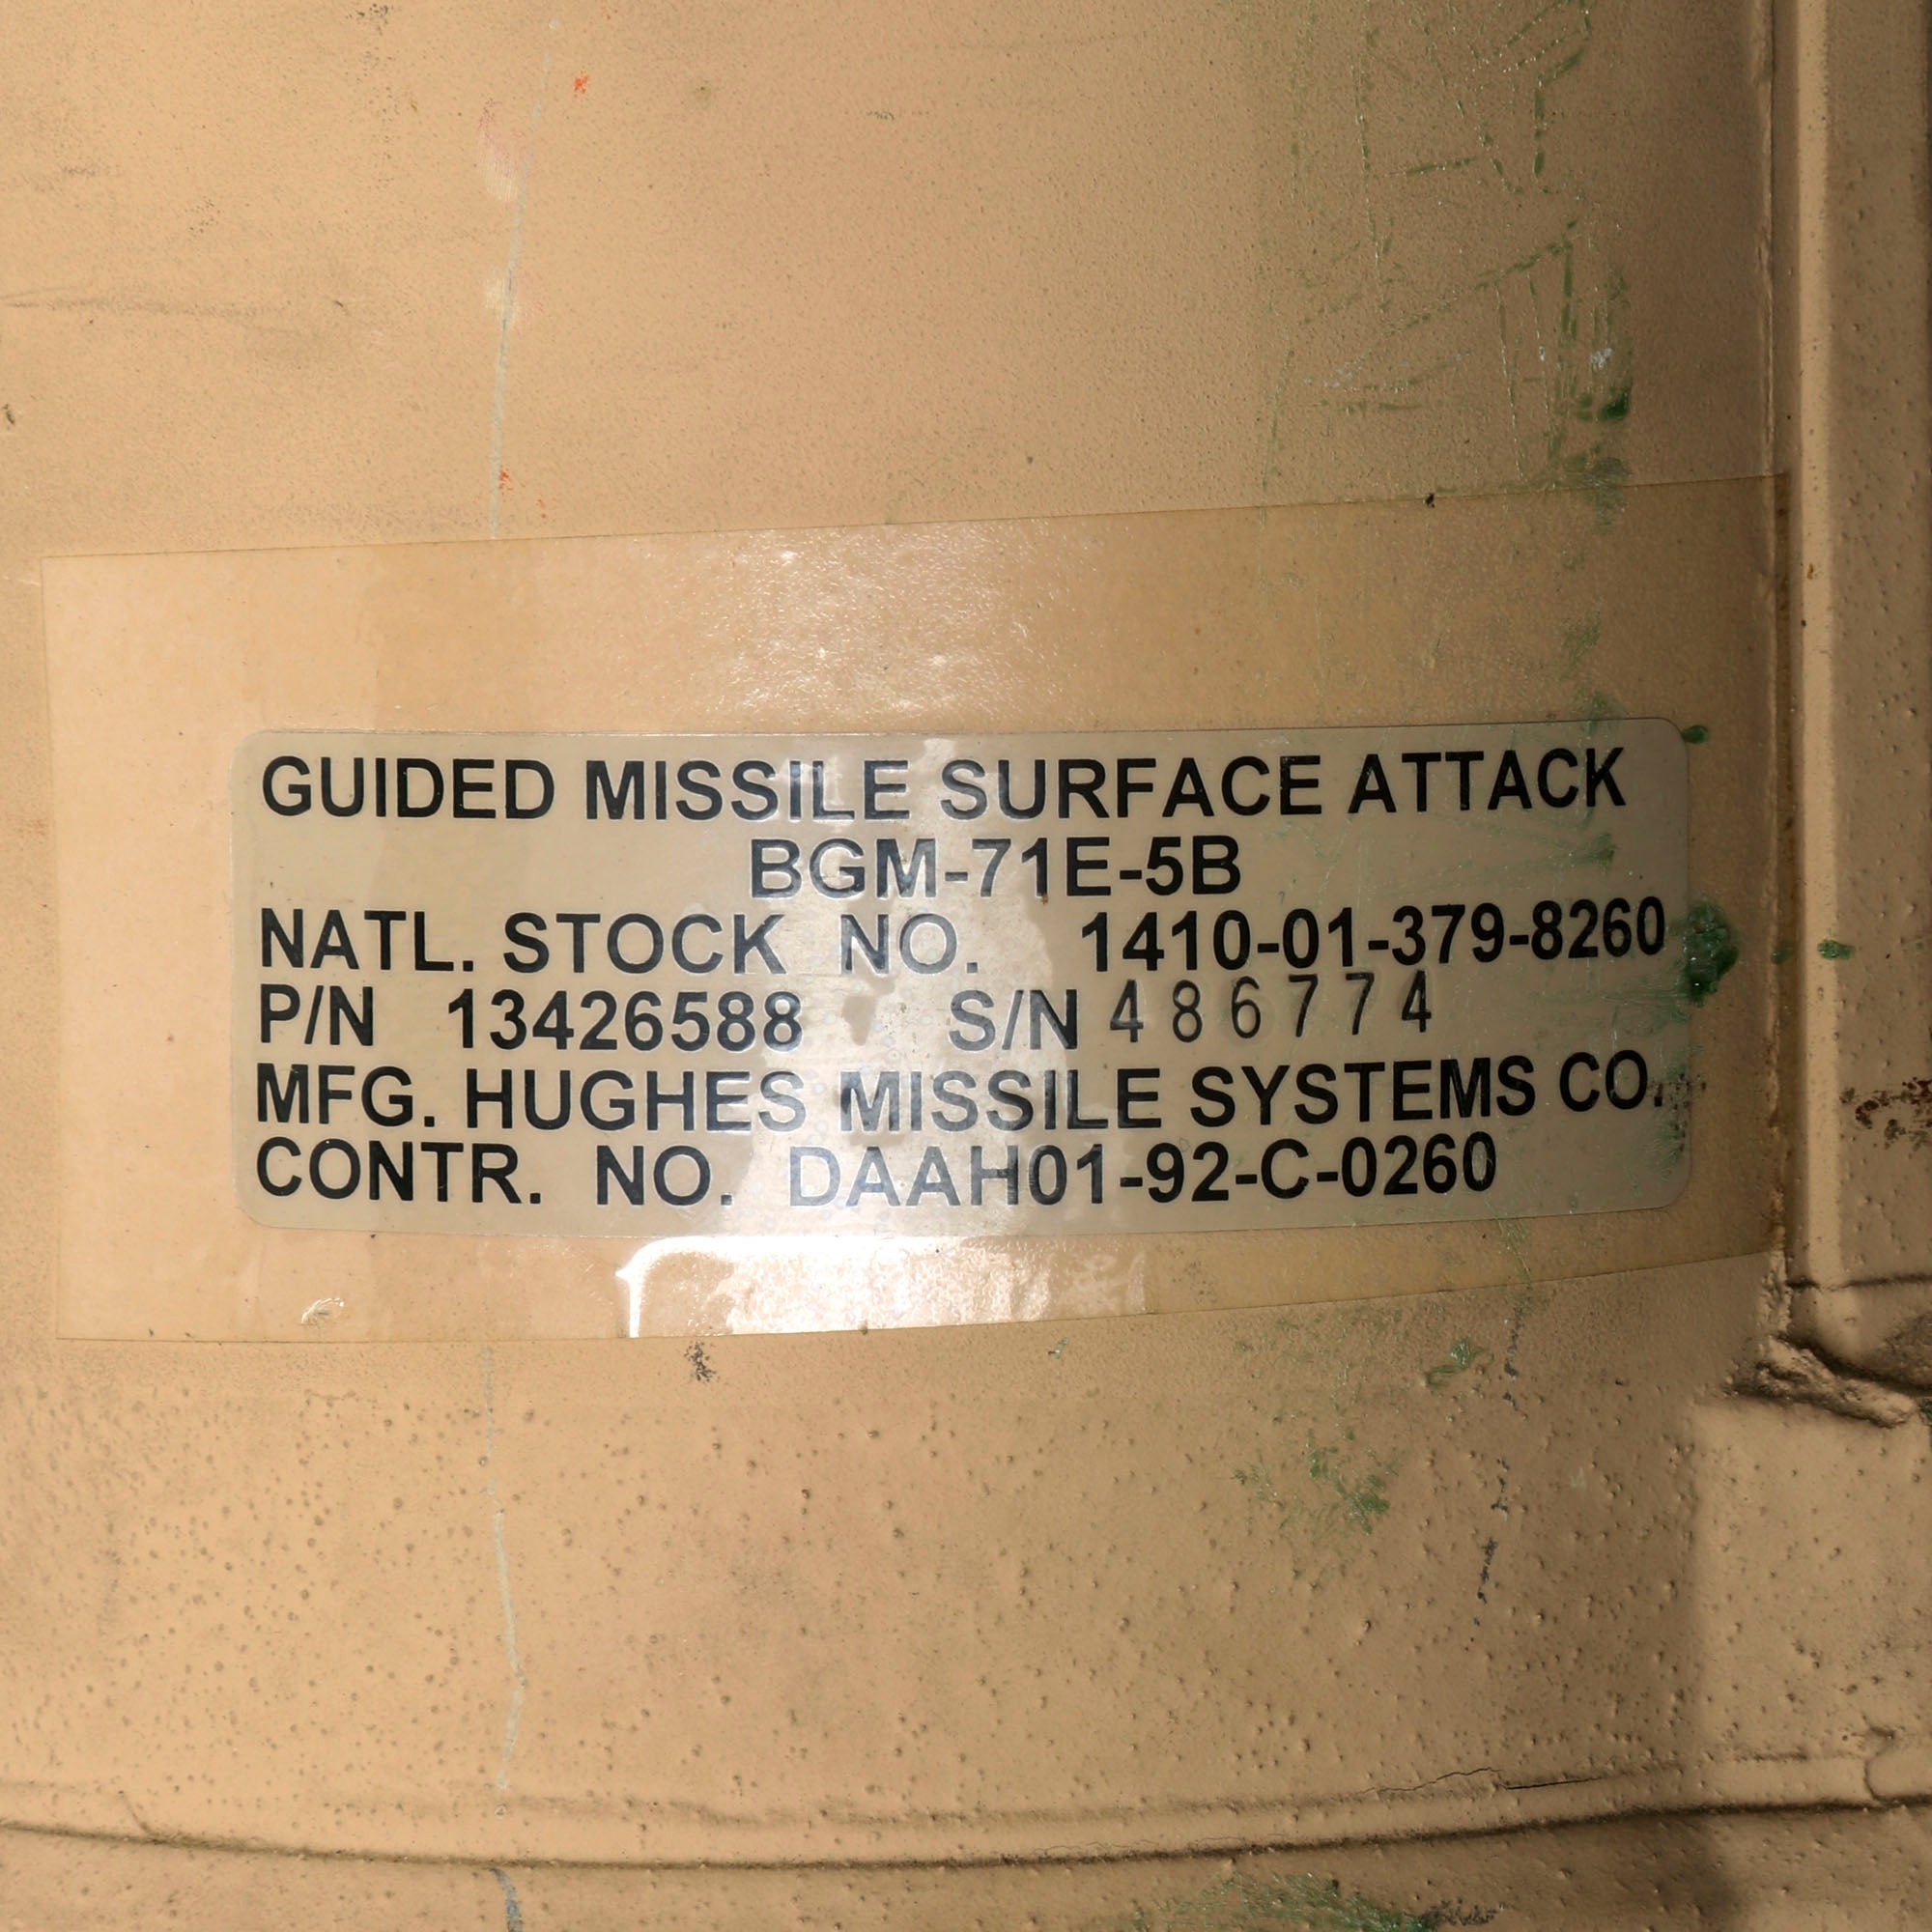 GUIDED MISSILE SURFACE ATTACK
BGM-71E-5B
NATL. STOCK NO. 1410-01-379-8260
P/N 13426588 S/N 486774
MFG. HUGHES MISSILE SYSTEMS CO.
CONTR. NO. DAAH01-92-C-0260